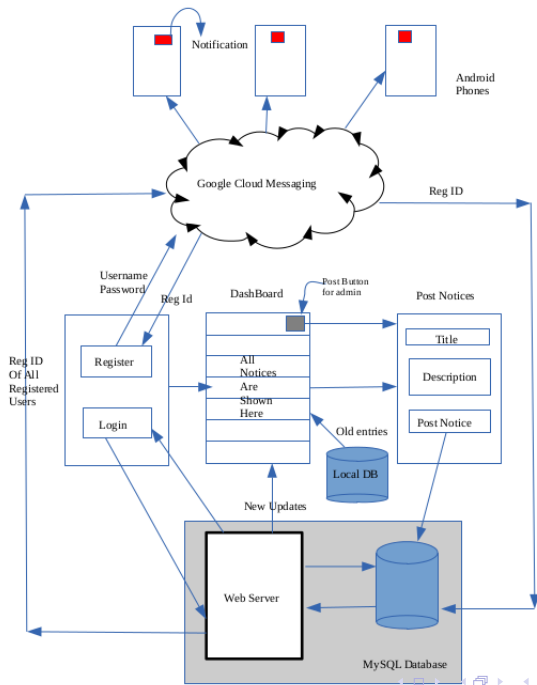 Notification
Android
Phones
Google Cloud Messaging
Reg ID
Username
Password
Reg Id
DashBoard
Post Button
for admin
Post Notices
Title
Register
All
Notices
Are
Shown
Here
Description
Reg ID
Of All
Registered
Users
Login
Post Notice
Old entries
Local DB
New Updates
Web Server
MySQL Database